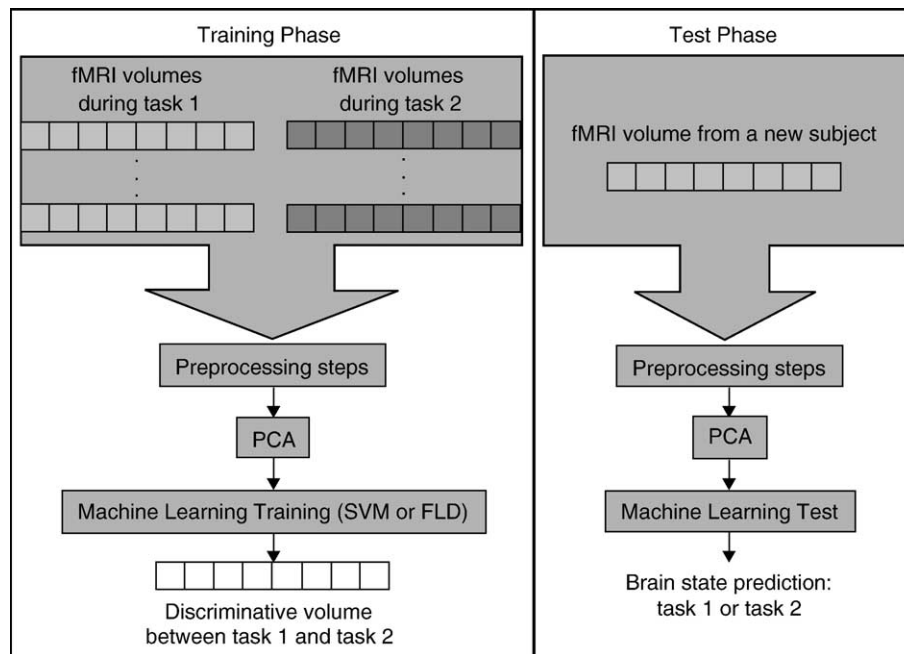 Training Phase
fMRI volumes
during task 1
fMRI volumes
during task 2
Preprocessing steps
PCA
Machine Learning Training (SVM or FLD)
Discriminative volume
between task 1 and task 2
Test Phase
fMRI volume from a new subject
Preprocessing steps
PCA
Machine Learning Test
Brain state prediction:
task 1 or task 2